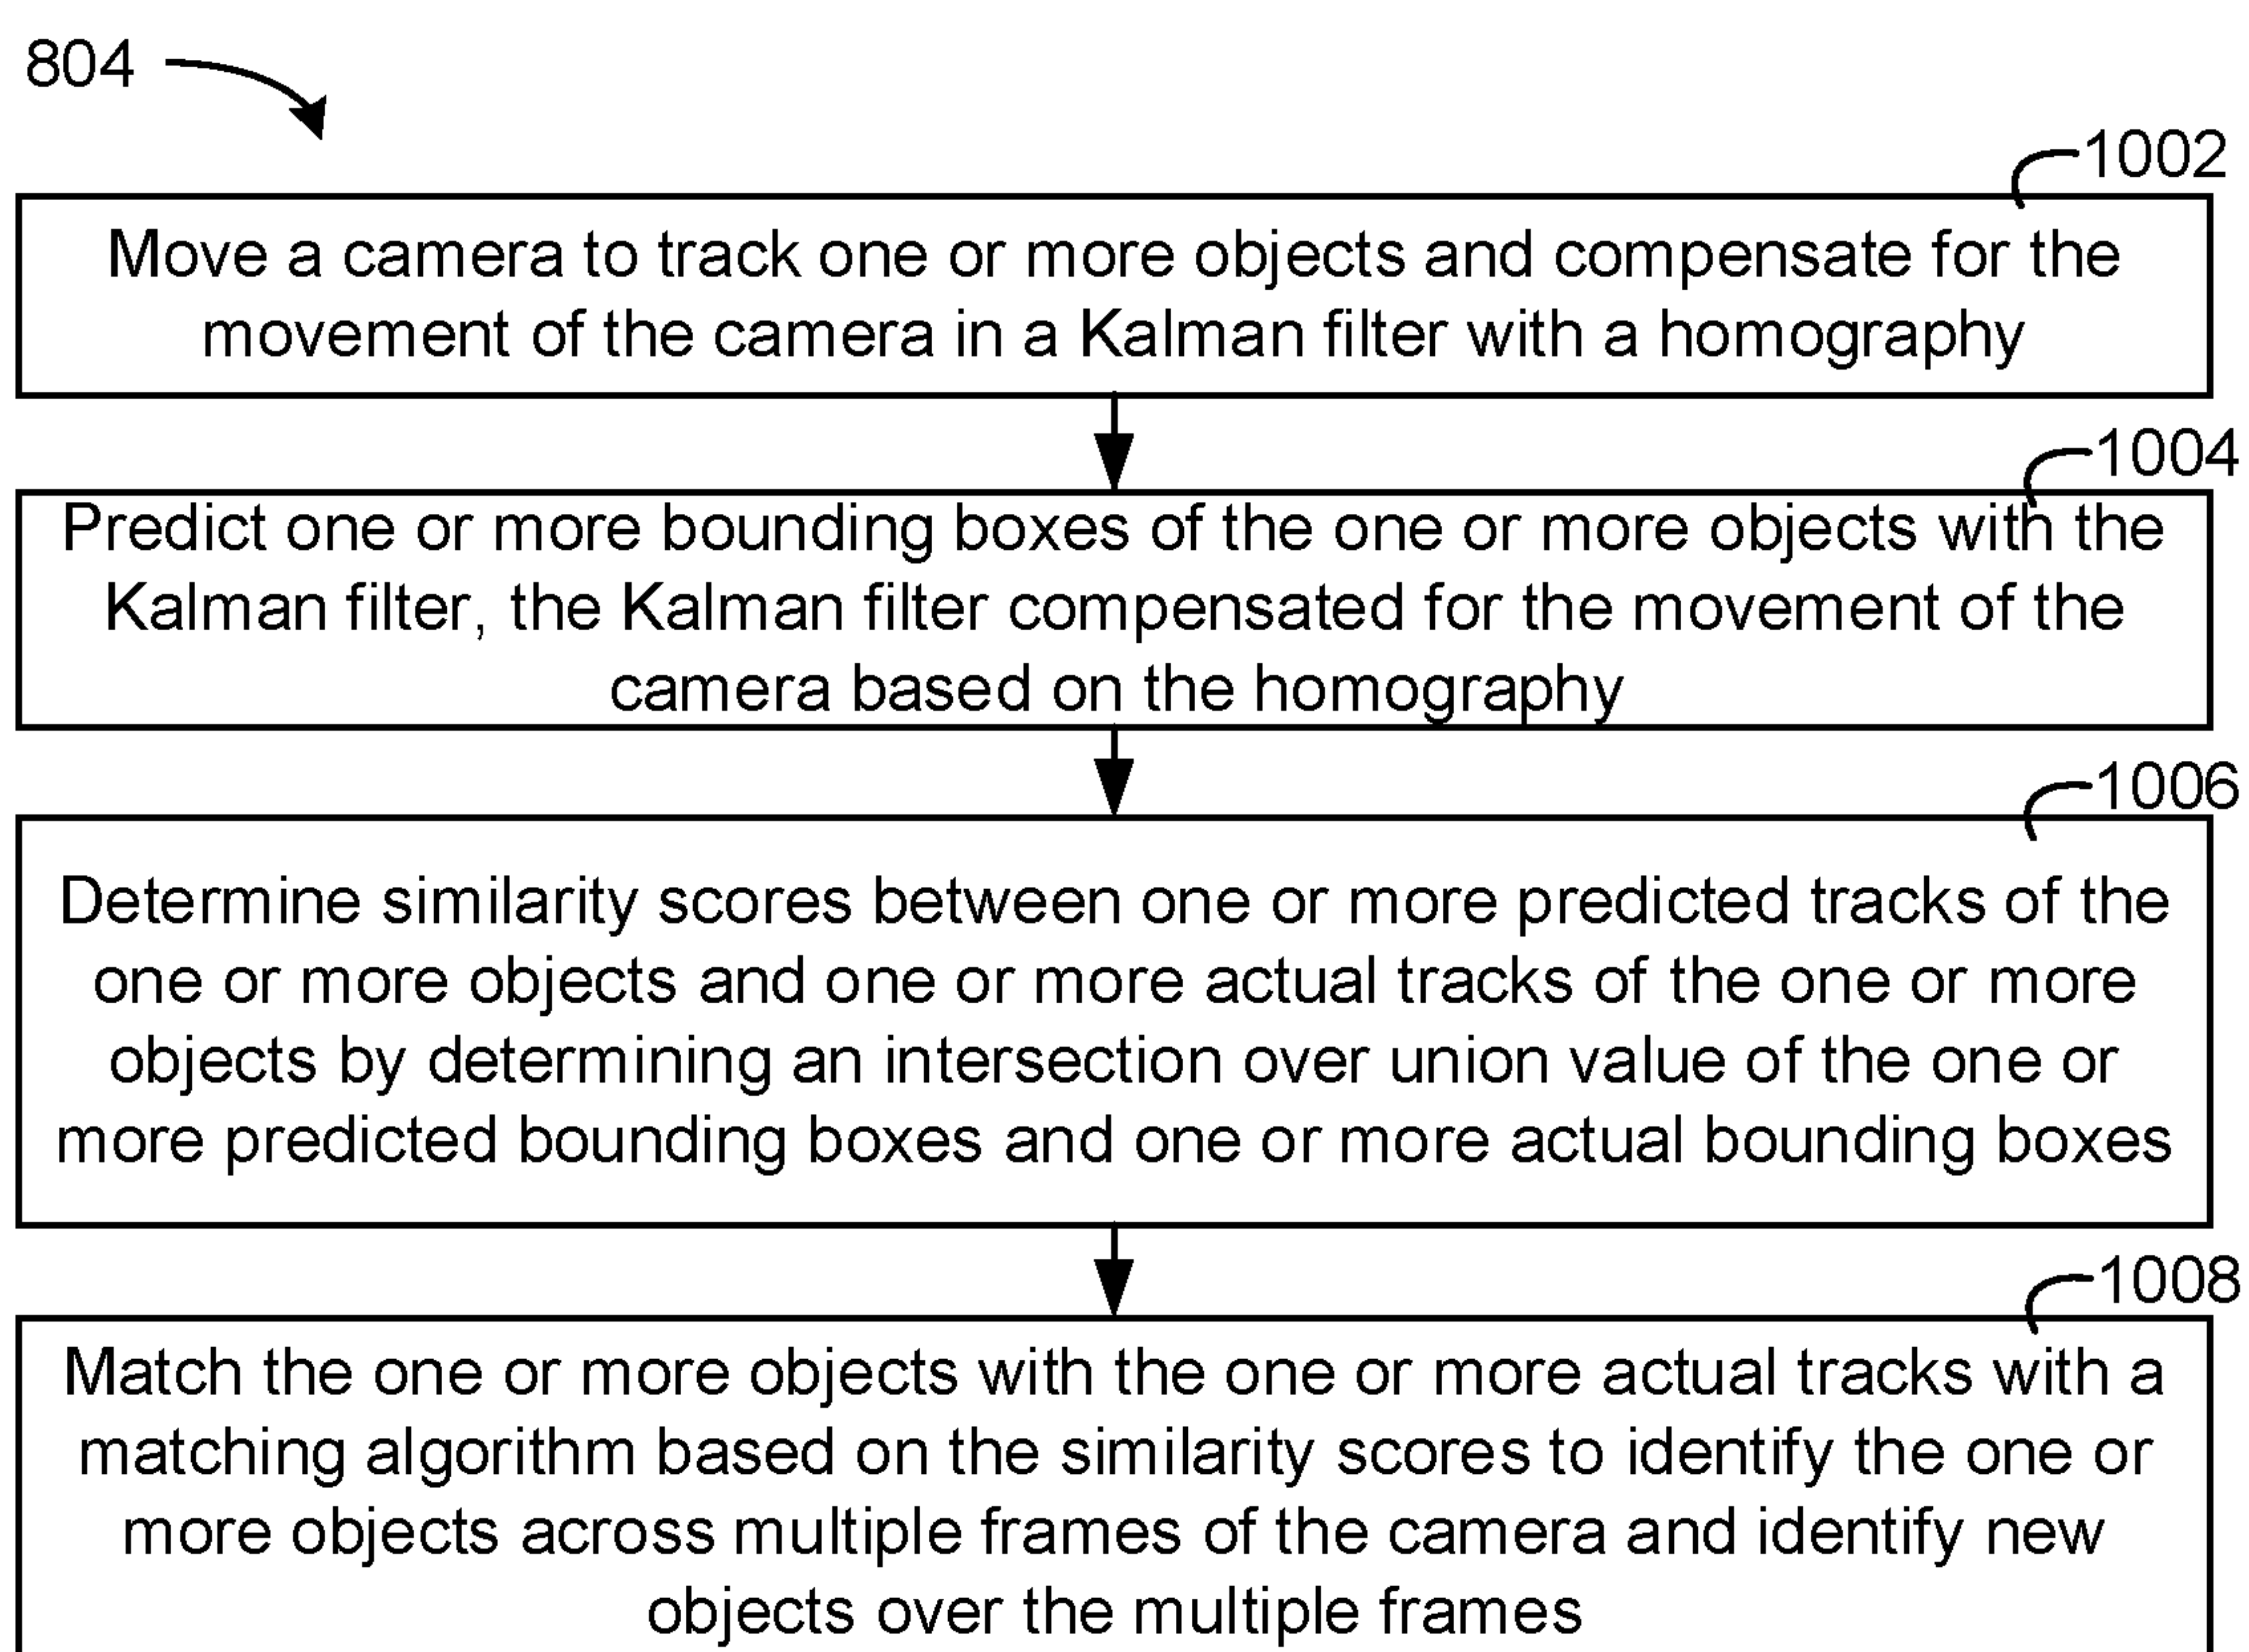 804
1002
Move a camera to track one or more objects and compensate for the
movement of the camera in a Kalman filter with a homography
1004
Predict one or more bounding boxes of the one or more objects with the
Kalman filter, the Kalman filter compensated for the movement of the
camera based on the homography
1006
Determine similarity scores between one or more predicted tracks of the
one or more objects and one or more actual tracks of the one or more
objects by determining an intersection over union value of the one or
more predicted bounding boxes and one or more actual bounding boxes
1008
Match the one or more objects with the one or more actual tracks with a
matching algorithm based on the similarity scores to identify the one or
more objects across multiple frames of the camera and identify new
objects over the multiple frames